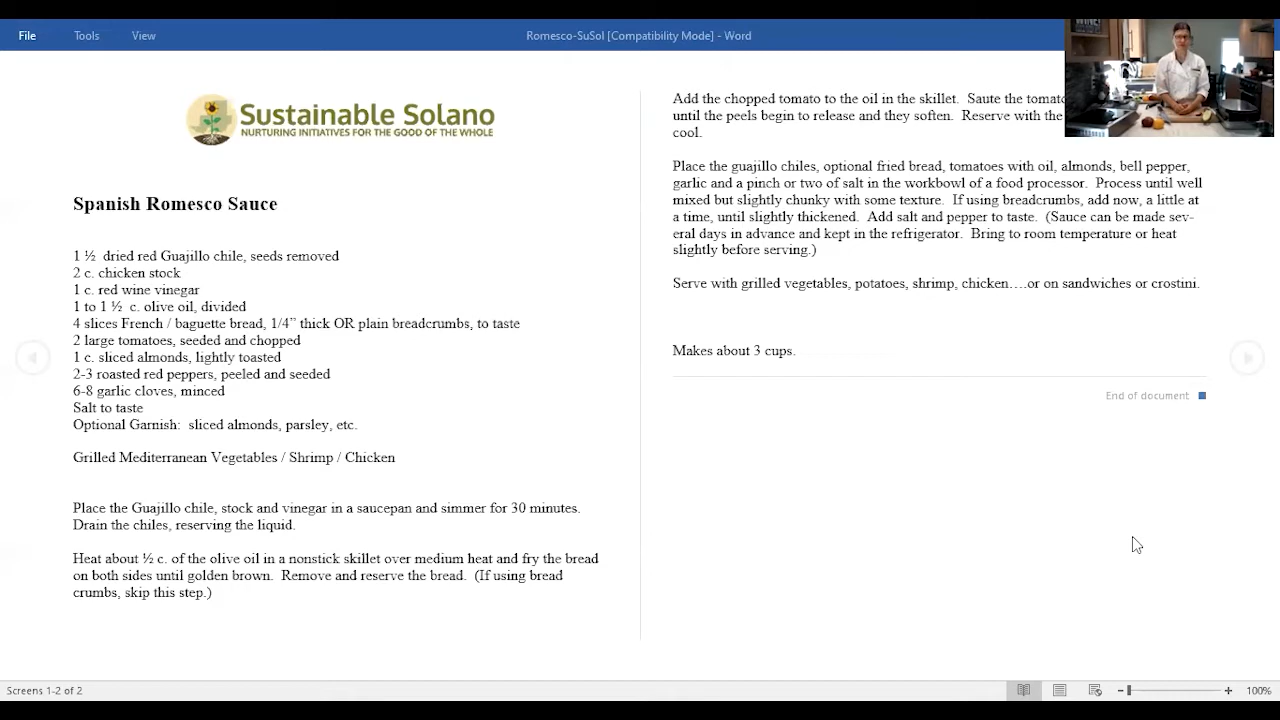 File Tools View Romesco-SuSol [Compatibility Mode] - Word
Sustainable Solano
NURTURING INITIATIVES FOR THE GOOD OF THE WHOLE
Spanish Romesco Sauce
1 ½ dried red Guajillo chile, seeds removed
2 c. chicken stock
1 c. red wine vinegar
1 to 1 ½ c. olive oil, divided
4 slices French / baguette bread, 1/4” thick OR plain breadcrumbs, to taste
2 large tomatoes, seeded and chopped
1 c. sliced almonds, lightly toasted
2-3 roasted red peppers, peeled and seeded
6-8 garlic cloves, minced
Salt to taste
Optional Garnish: sliced almonds, parsley, etc.
Grilled Mediterranean Vegetables / Shrimp / Chicken
Place the Guajillo chile, stock and vinegar in a saucepan and simmer for 30 minutes.
Drain the chiles, reserving the liquid.
Heat about ½ c. of the olive oil in a nonstick skillet over medium heat and fry the bread
on both sides until golden brown. Remove and reserve the bread. (If using bread
crumbs, skip this step.)
Add the chopped tomato to the oil in the skillet. Saute the tomato
until the peels begin to release and they soften. Reserve with the
cool.
Place the guajillo chiles, optional fried bread, tomatoes with oil, almonds, bell pepper,
garlic and a pinch or two of salt in the workbowl of a food processor. Process until well
mixed but slightly chunky with some texture. If using breadcrumbs, add now, a little at
a time, until slightly thickened. Add salt and pepper to taste. (Sauce can be made sev-
eral days in advance and kept in the refrigerator. Bring to room temperature or heat
slightly before serving.)
Serve with grilled vegetables, potatoes, shrimp, chicken….or on sandwiches or crostini.
Makes about 3 cups.
End of document
Screens 1-2 of 2
100%